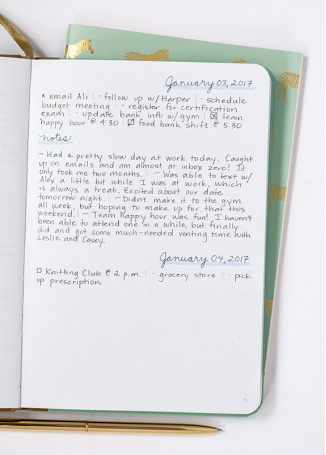 January 03, 2017
x email Ali | · follow up w/Harper | · schedule
budget meeting | · register for certification
exam | · update bank info w/gym | ☒ team
happy hour @ 4:30 | ☑ food bank shift @ 5:30
notes:
– Had a pretty slow day at work today. Caught
up on emails and am almost at inbox zero! It
only took me two months. | – Was able to text w/
Aley a little bit while I was at work, which
is always a treat. Excited about our date
tomorrow night. | – Didn't make it to the gym
all week, but hoping to make up for that this
weekend. | – Team Happy hour was fun! I haven't
been able to attend one in a while, but finally
did and got some much-needed venting time with
Leslie and Casey.
January 04, 2017
☐ Knitting Club @ 2 p.m. | · grocery store | · pick
up prescription